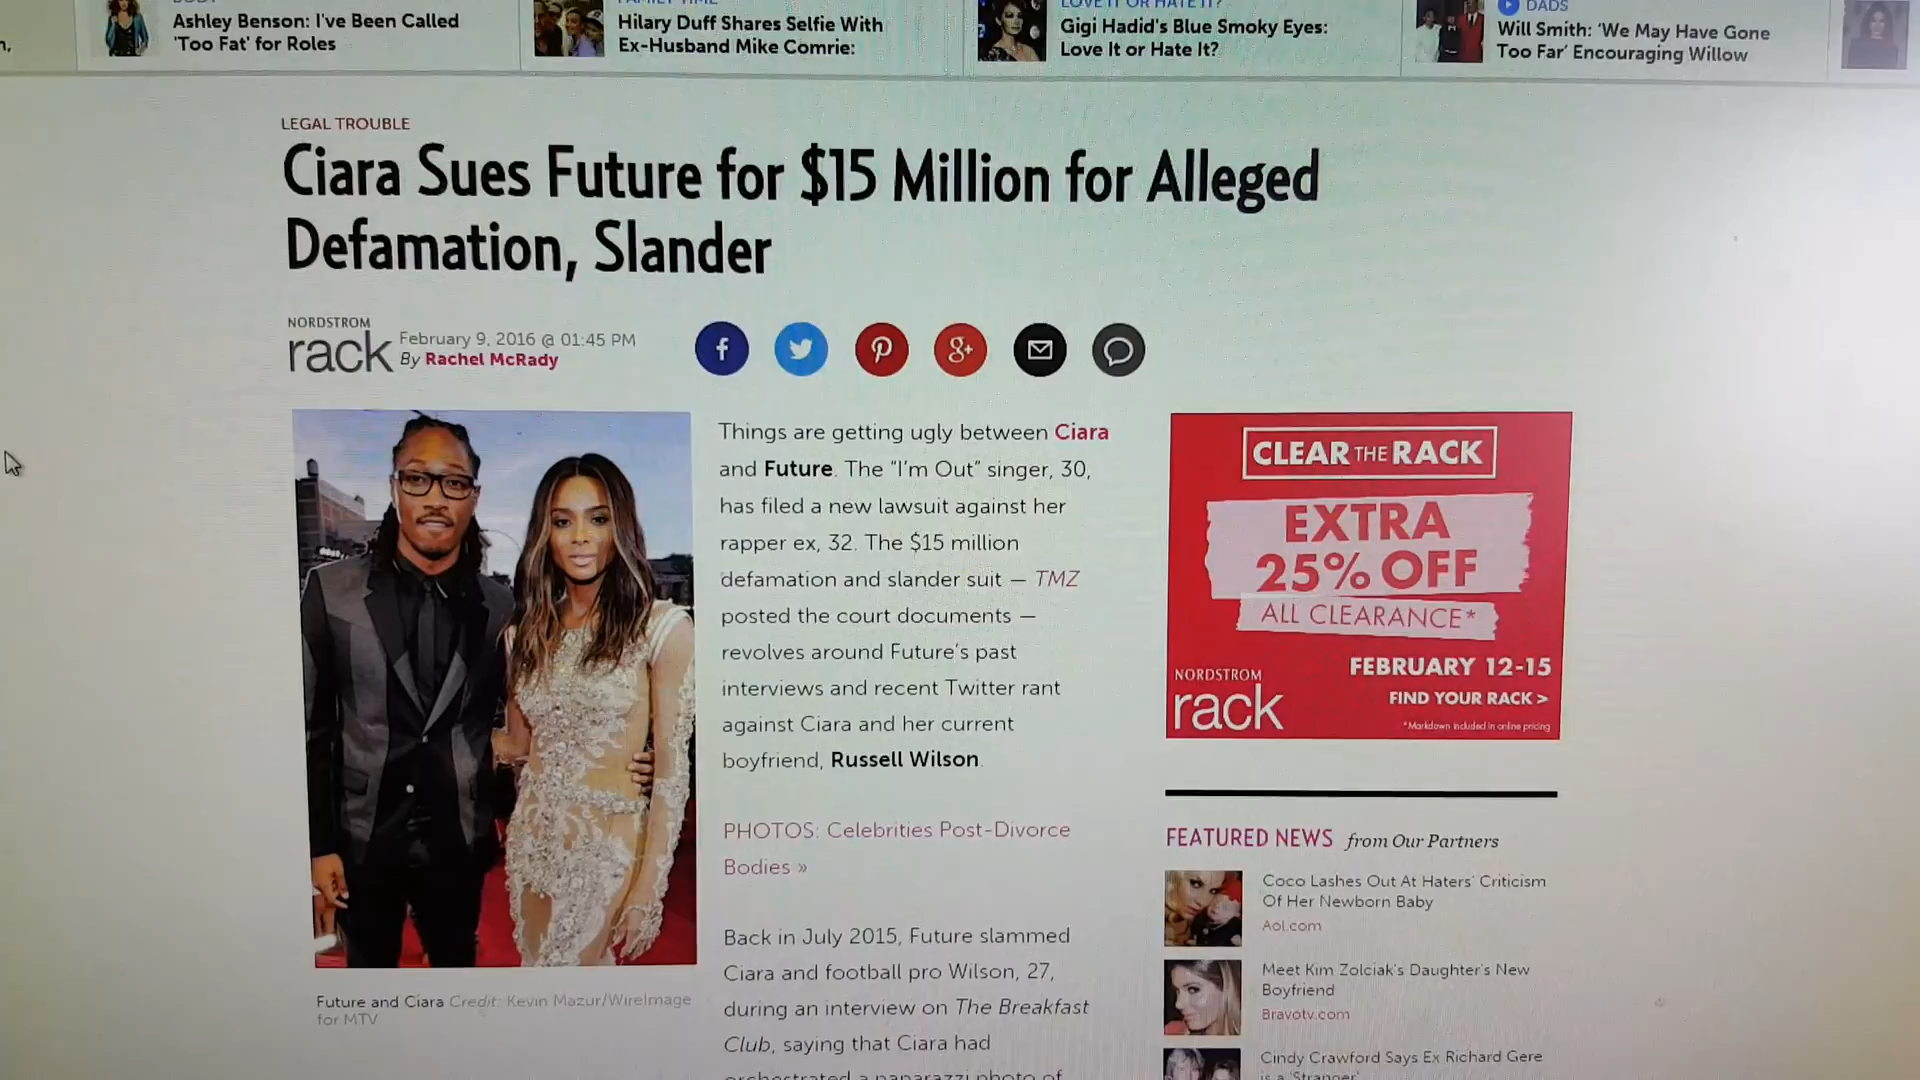 DADS
Ashley Benson: I've Been Called
'Too Fat' for Roles
Hilary Duff Shares Selfie With
Ex-Husband Mike Comrie:
LOVE IT OR HATE IT?
Gigi Hadid's Blue Smoky Eyes:
Love It or Hate It?
Will Smith: ‘We May Have Gone
Too Far’ Encouraging Willow
LEGAL TROUBLE
Ciara Sues Future for $15 Million for Alleged
Defamation, Slander
NORDSTROM
rack
February 9, 2016 @ 01:45 PM
By Rachel McRady
f
g+
Things are getting ugly between Ciara
and Future. The “I’m Out” singer, 30,
has filed a new lawsuit against her
rapper ex, 32. The $15 million
defamation and slander suit — TMZ
posted the court documents —
revolves around Future’s past
interviews and recent Twitter rant
against Ciara and her current
boyfriend, Russell Wilson.
PHOTOS: Celebrities Post-Divorce
Bodies »
Back in July 2015, Future slammed
Ciara and football pro Wilson, 27,
during an interview on The Breakfast
Club, saying that Ciara had
orchestrated a paparazzi photo of
Future and Ciara Credit: Kevin Mazur/WireImage
for MTV
CLEAR THE RACK
EXTRA
25% OFF
ALL CLEARANCE*
FEBRUARY 12-15
FIND YOUR RACK >
*Markdown included in online pricing
NORDSTROM
rack
FEATURED NEWS from Our Partners
Coco Lashes Out At Haters' Criticism
Of Her Newborn Baby
Aol.com
Meet Kim Zolciak's Daughter's New
Boyfriend
Bravotv.com
Cindy Crawford Says Ex Richard Gere
is a 'Stranger'